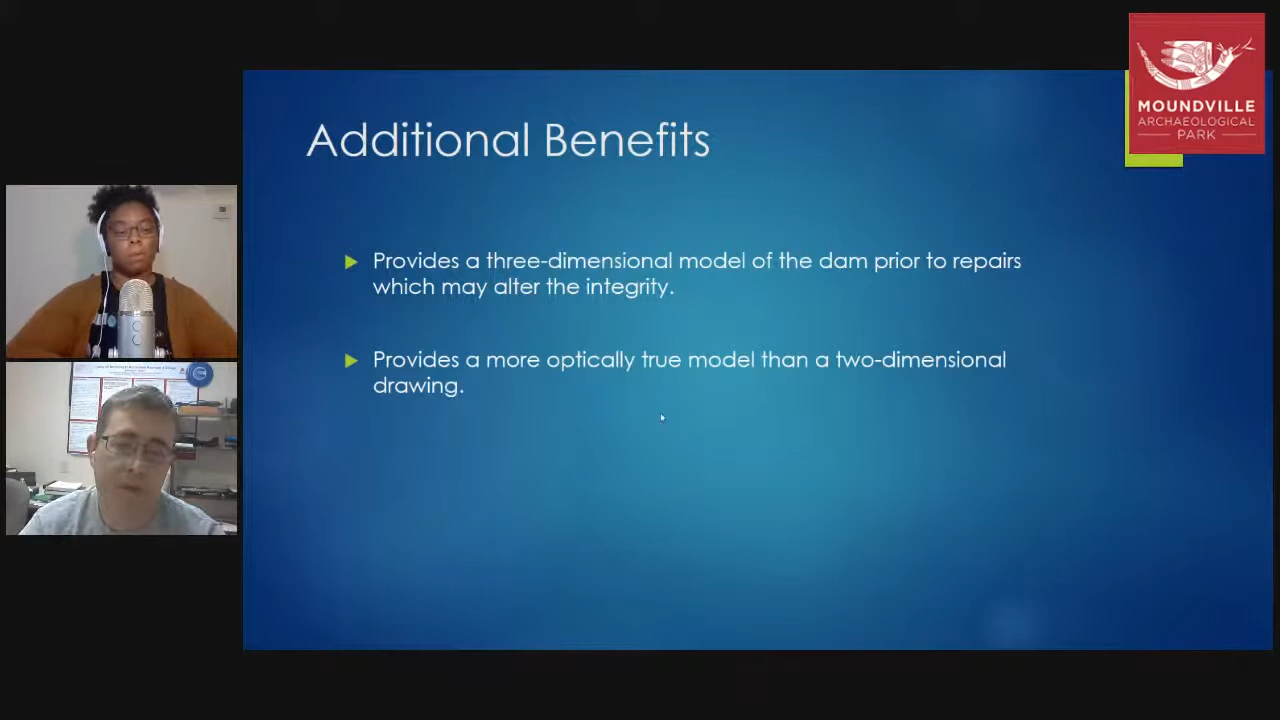 Additional Benefits
Provides a three-dimensional model of the dam prior to repairs
which may alter the integrity.
Provides a more optically true model than a two-dimensional
drawing.
MOUNDVILLE
ARCHAEOLOGICAL
PARK